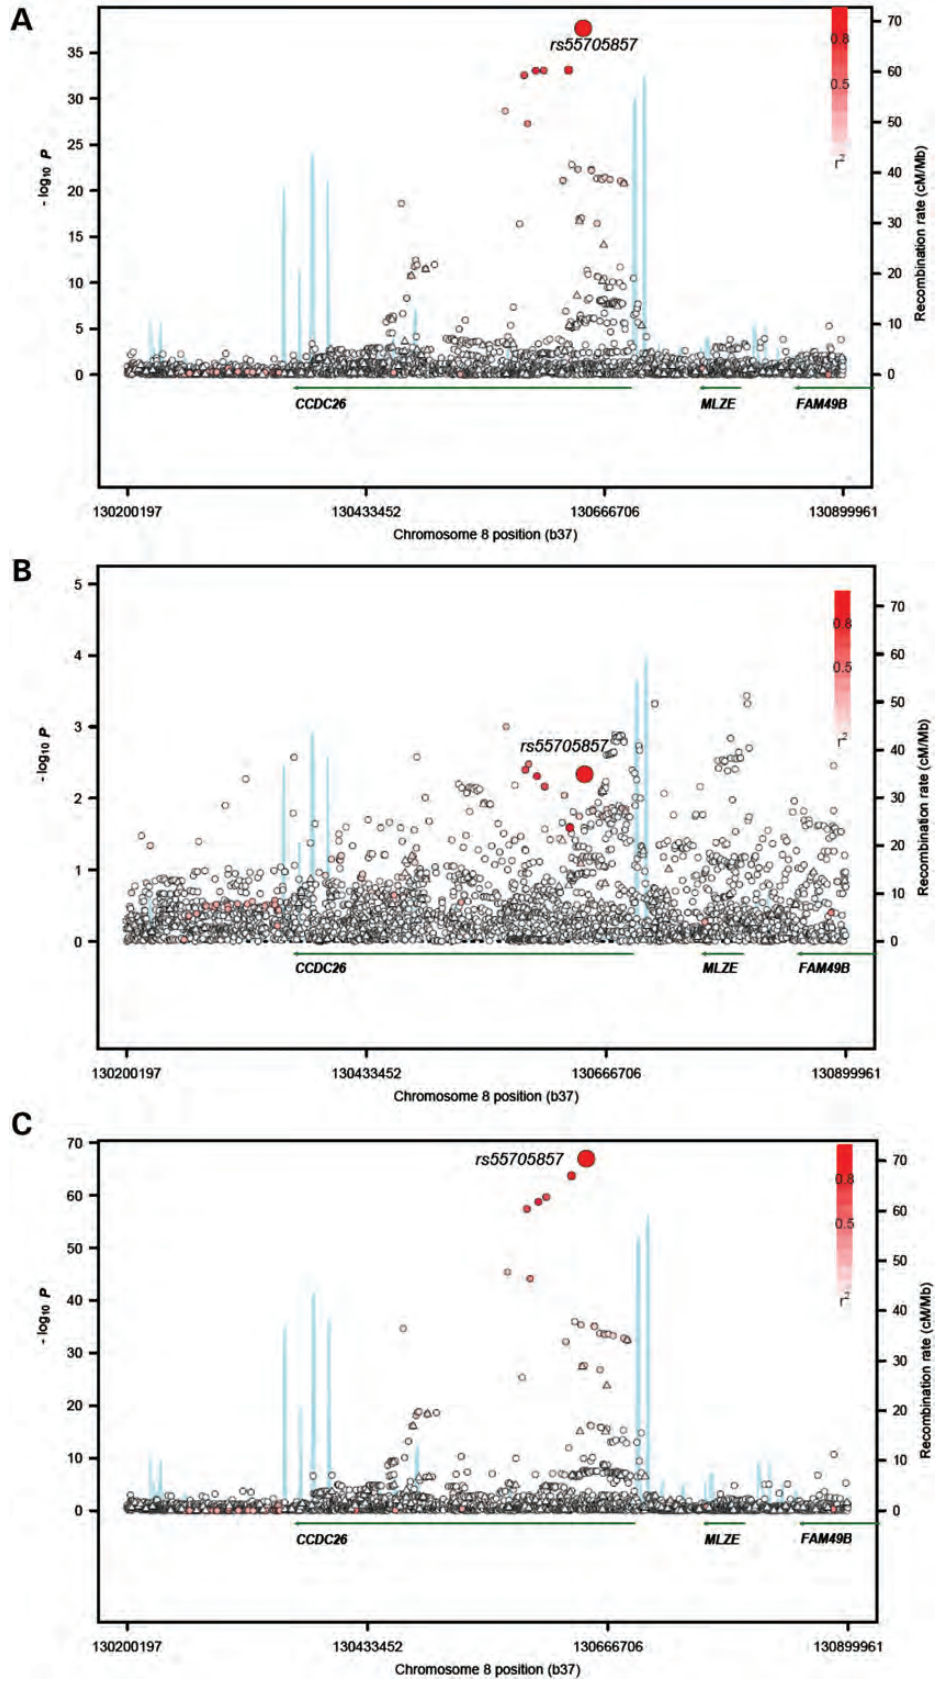 A
rs55705857
35
30
25
20
15
10
5
0
- log10 P
70
60
50
40
30
20
10
0
Recombination rate (cM/Mb)
0.8
0.5
r2
CCDC26
MLZE
FAM49B
130200197
130433452
130666706
130899961
Chromosome 8 position (b37)
B
rs55705857
5
4
3
2
1
0
- log10 P
70
60
50
40
30
20
10
0
Recombination rate (cM/Mb)
0.8
0.5
r2
CCDC26
MLZE
FAM49B
130200197
130433452
130666706
130899961
Chromosome 8 position (b37)
C
rs55705857
70
60
50
40
30
20
10
0
- log10 P
70
60
50
40
30
20
10
0
Recombination rate (cM/Mb)
0.8
0.5
r2
CCDC26
MLZE
FAM49B
130200197
130433452
130666706
130899961
Chromosome 8 position (b37)